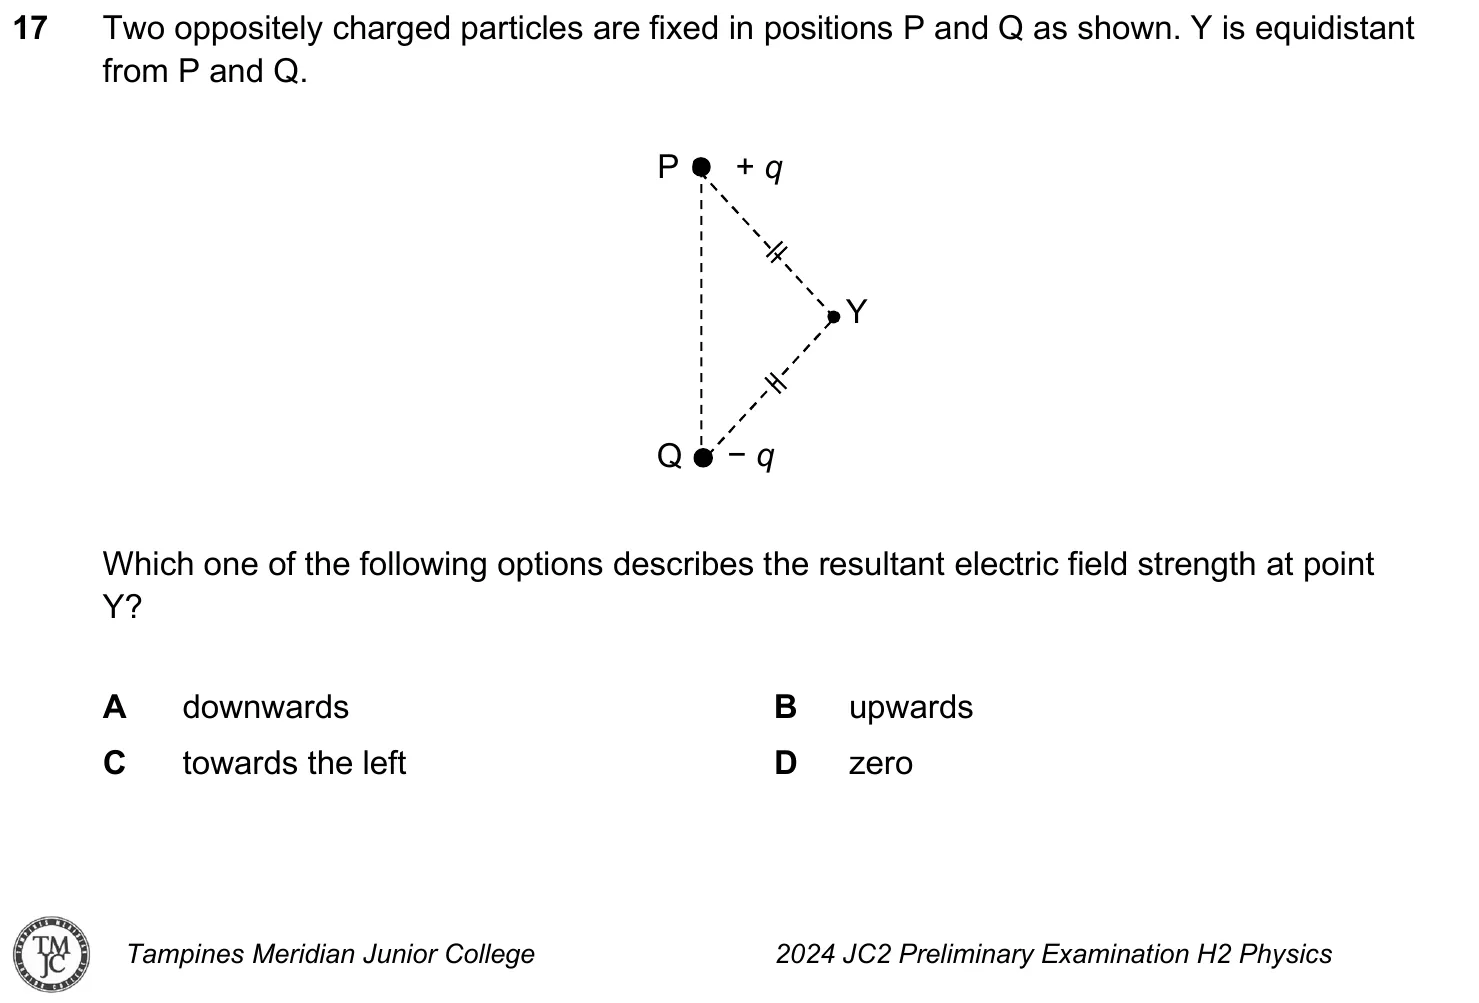 17 Two oppositely charged particles are fixed in positions P and Q as shown. Y is equidistant
from P and Q.
P + q
Y
Q − q
Which one of the following options describes the resultant electric field strength at point
Y?
A downwards B upwards
C towards the left D zero
TM
JC
Tampines Meridian Junior College 2024 JC2 Preliminary Examination H2 Physics